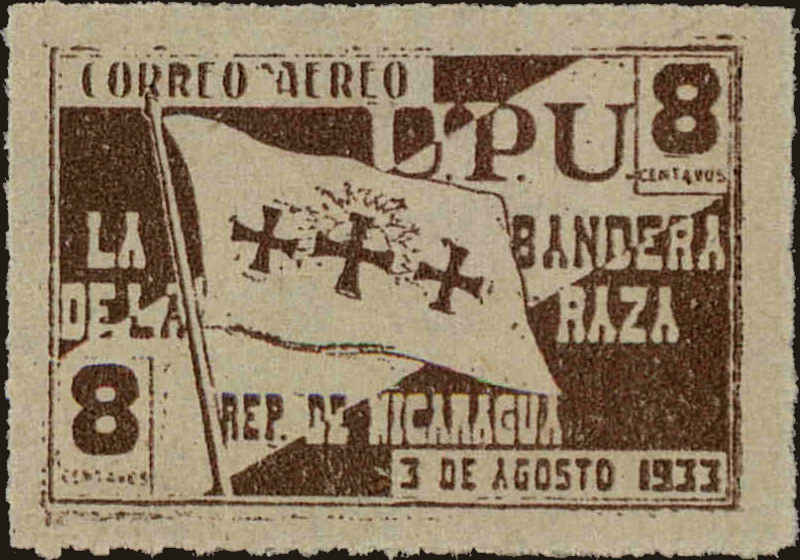 CORREO AEREO
U.P.U.
8
CENTAVOS
LA BANDERA
DE LA RAZA
8
CENTAVOS
REP. DE NICARAGUA
3 DE AGOSTO 1933